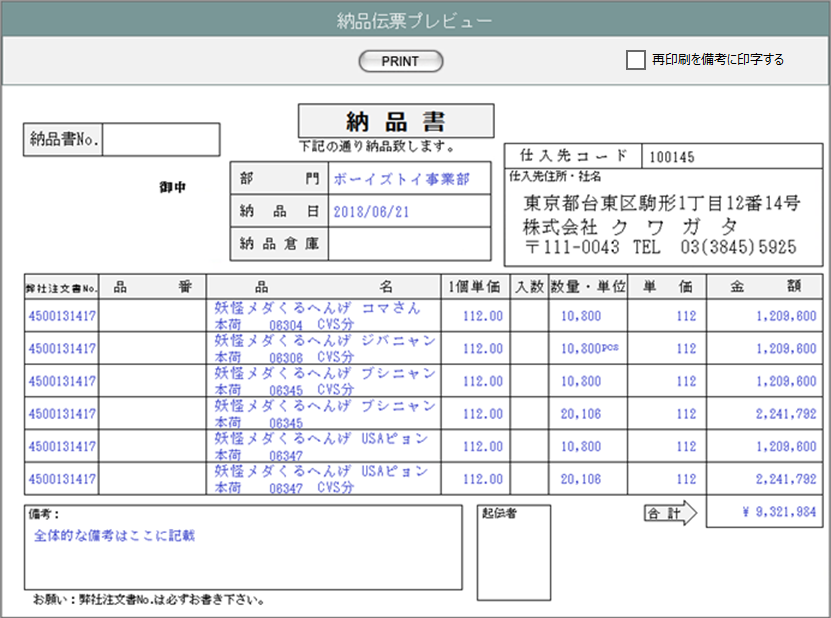 納品伝票プレビュー
PRINT
再印刷を備考に印字する
納品書
下記の通り納品致します。
納品書No.
御中
部門 ボーイズトイ事業部
納品日 2018/06/21
納品倉庫
仕入先コード 100145
仕入先住所・社名
東京都台東区駒形1丁目12番14号
株式会社 クワガタ
〒111-0043 TEL 03(3845)5925
弊社注文書No. 品番 品名 1個単価 入数 数量・単位 単価 金額
4500131417 妖怪メダくるへんげ コマさん 112.00 10,800 112 1,209,600
本荷 06304 CVS分
4500131417 妖怪メダくるへんげ ジバニャン 112.00 10,800PCS 112 1,209,600
本荷 06306 CVS分
4500131417 妖怪メダくるへんげ ブシニャン 112.00 10,800 112 1,209,600
本荷 06345 CVS分
4500131417 妖怪メダくるへんげ ブシニャン 112.00 20,106 112 2,241,792
本荷 06345
4500131417 妖怪メダくるへんげ USAピョン 112.00 10,800 112 1,209,600
本荷 06347
4500131417 妖怪メダくるへんげ USAピョン 112.00 20,106 112 2,241,792
本荷 06347 CVS分
合計 ¥ 9,321,984
備考：
全体的な備考はここに記載
起伝者
お願い：弊社注文書No.は必ずお書き下さい。